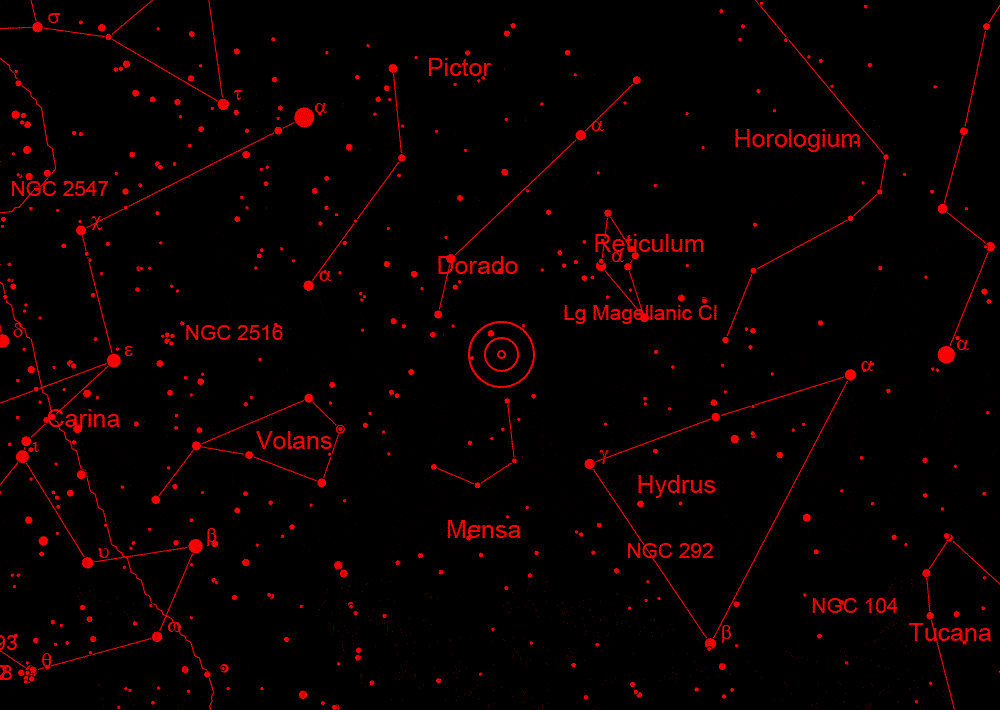 σ
Pictor
τ
α
α
Horologium
NGC 2547
χ
Reticulum
α
Dorado
α
Lg Magellanic Cl
δ
NGC 2516
ε
α
α
Carina
Volans
ι
γ
Hydrus
Mensa
β
υ
NGC 292
NGC 104
ω
β
Tucana
93
θ